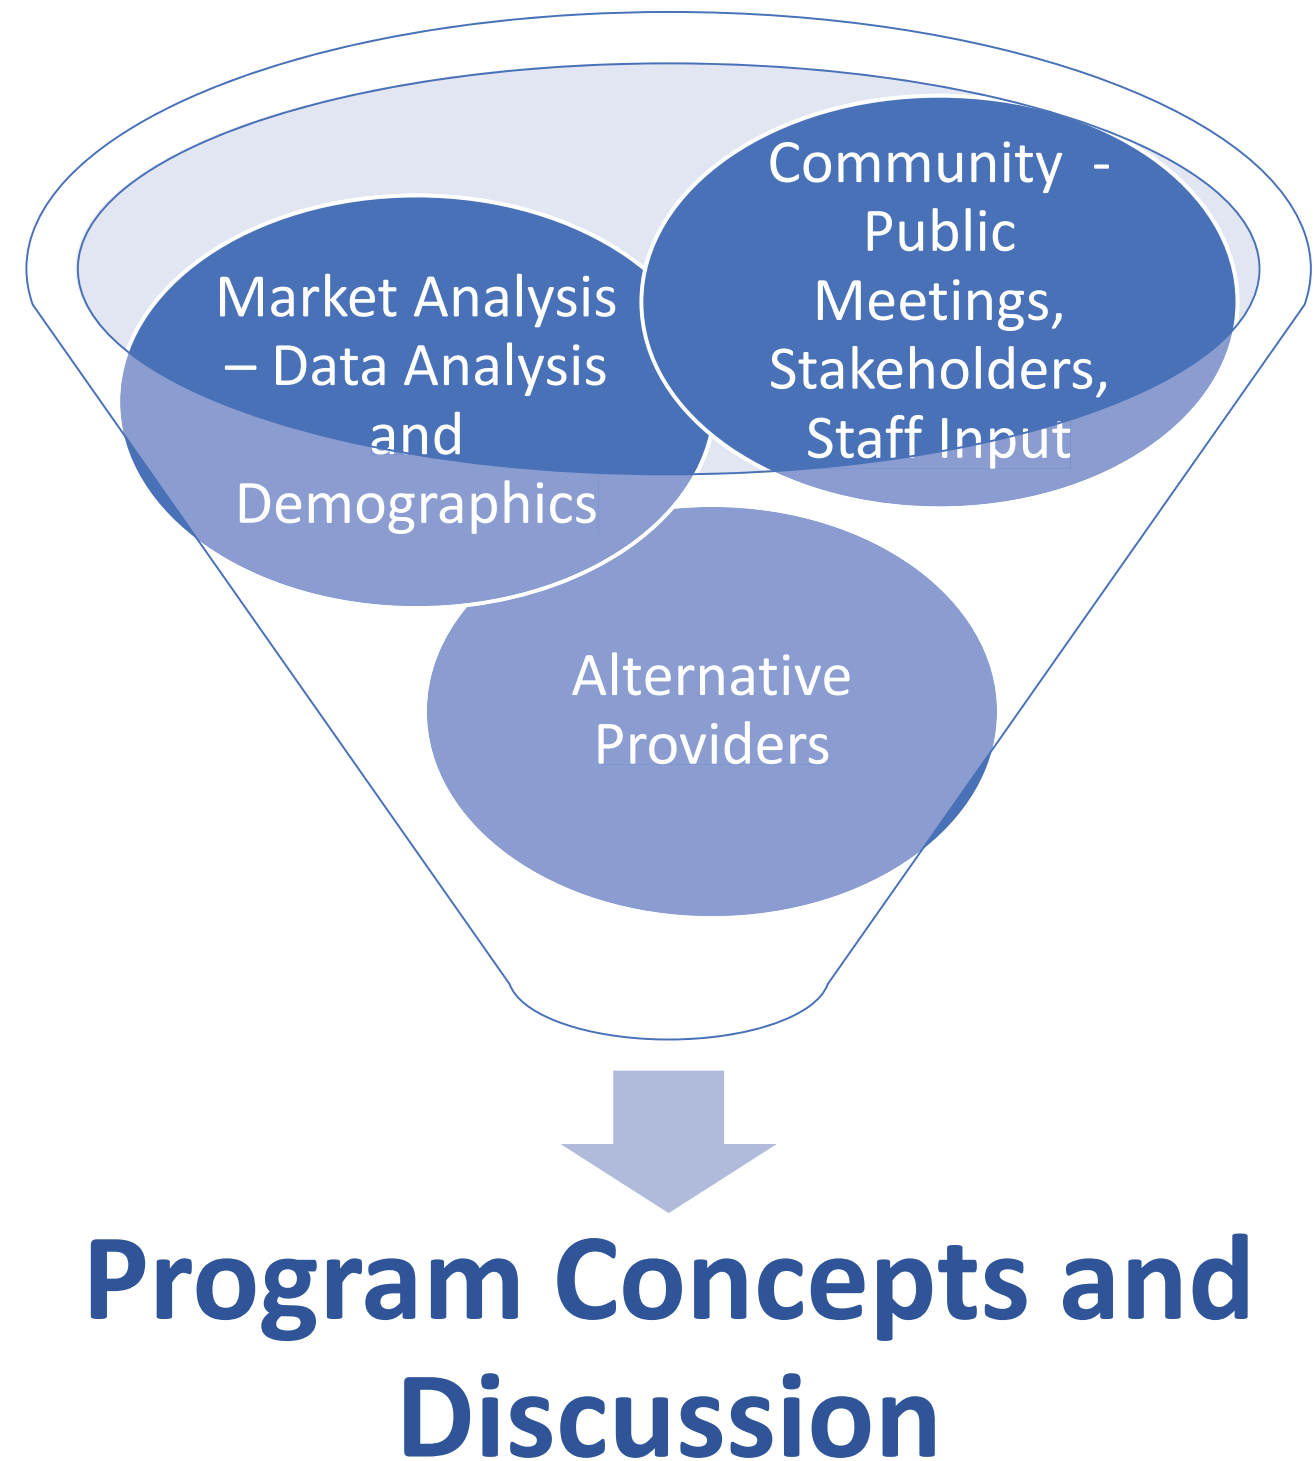 Market Analysis
– Data Analysis
and
Demographics
Community  -
Public
Meetings,
Stakeholders,
Staff Input
Alternative
Providers
Program Concepts and
Discussion